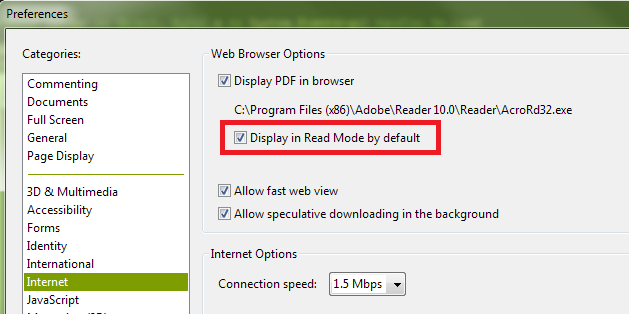 Preferences
Categories:
Commenting
Documents
Full Screen
General
Page Display
3D & Multimedia
Accessibility
Forms
Identity
International
Internet
JavaScript
Web Browser Options
Display PDF in browser
C:\Program Files (x86)\Adobe\Reader 10.0\Reader\AcroRd32.exe
Display in Read Mode by default
Allow fast web view
Allow speculative downloading in the background
Internet Options
Connection speed: 1.5 Mbps